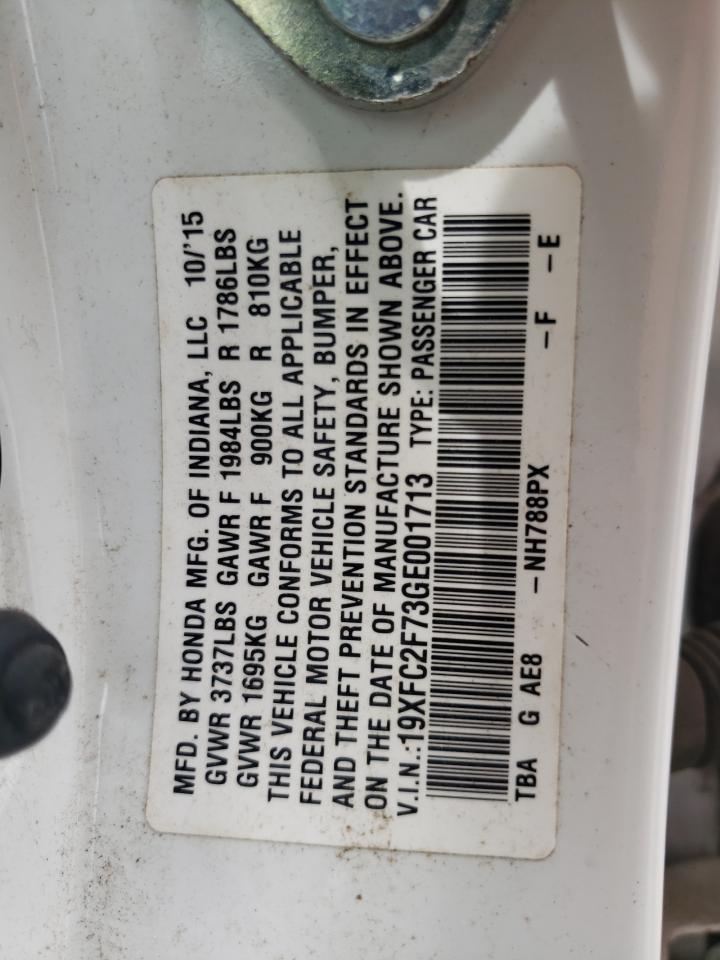 MFD. BY HONDA MFG. OF INDIANA, LLC 10/'15
GVWR 3737LBS GAWR F 1984LBS R 1786LBS
GVWR 1695KG GAWR F 900KG R 810KG
THIS VEHICLE CONFORMS TO ALL APPLICABLE
FEDERAL MOTOR VEHICLE SAFETY, BUMPER,
AND THEFT PREVENTION STANDARDS IN EFFECT
ON THE DATE OF MANUFACTURE SHOWN ABOVE.
V.I.N.:19XFC2F73GE001713 TYPE: PASSENGER CAR
TBA G AE8 -NH788PX -F -E